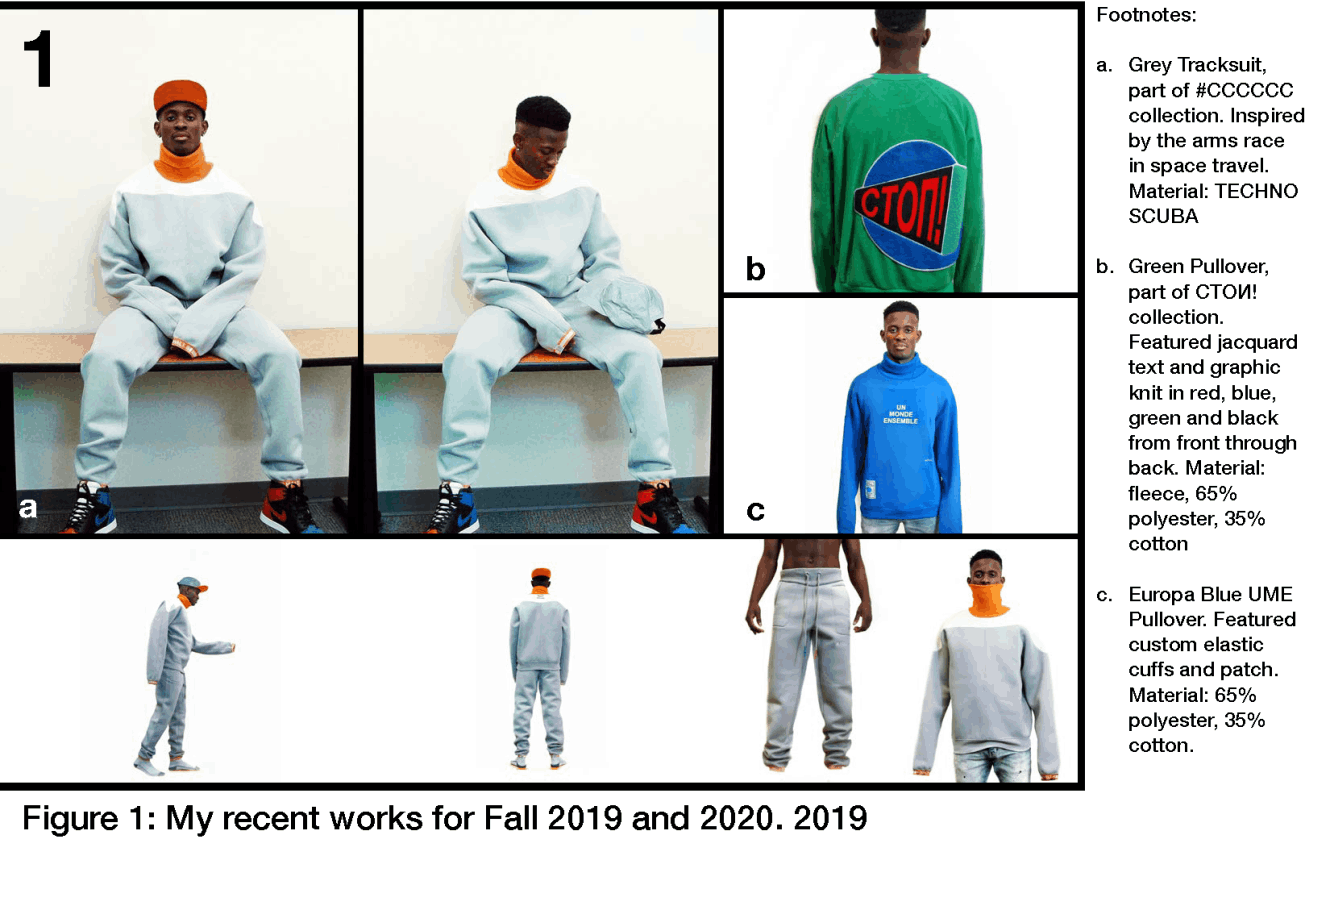 1
a
b
СТОП!
c
UN
MONDE
ENSEMBLE
Footnotes:
a. Grey Tracksuit,
part of #CCCCCC
collection. Inspired
by the arms race
in space travel.
Material: TECHNO
SCUBA
b. Green Pullover,
part of СТОИ!
collection.
Featured jacquard
text and graphic
knit in red, blue,
green and black
from front through
back. Material:
fleece, 65%
polyester, 35%
cotton
c. Europa Blue UME
Pullover. Featured
custom elastic
cuffs and patch.
Material: 65%
polyester, 35%
cotton.
Figure 1: My recent works for Fall 2019 and 2020. 2019